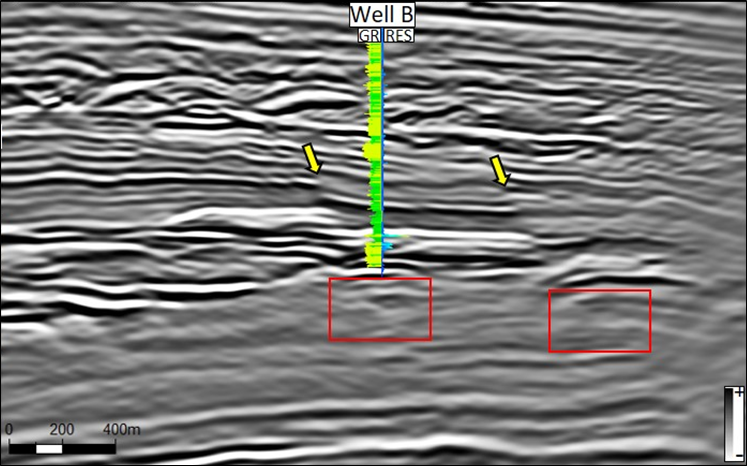 Well B
GR RES
0 200 400m
+
-